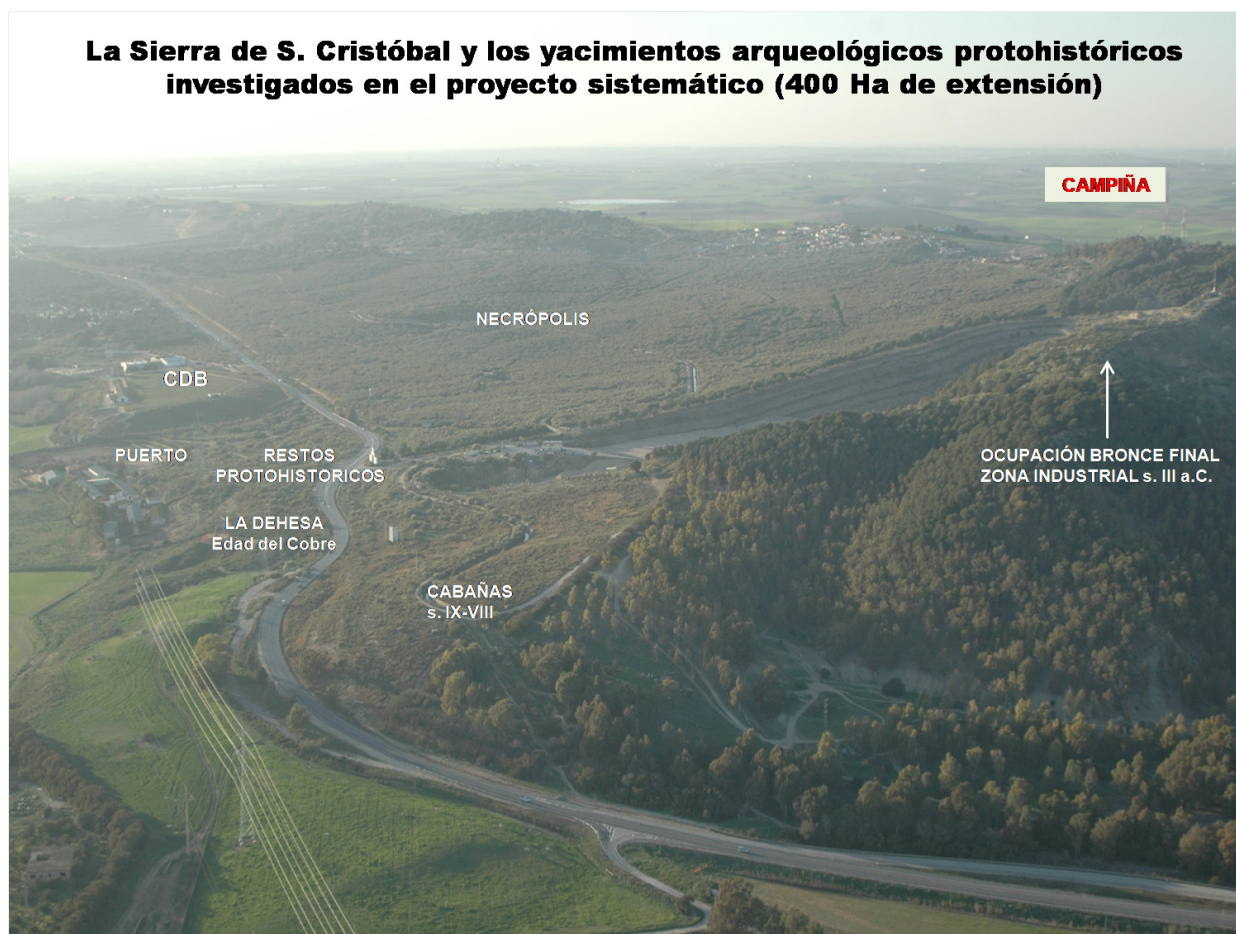 La Sierra de S. Cristóbal y los yacimientos arqueológicos protohistóricos
investigados en el proyecto sistemático (400 Ha de extensión)
CAMPIÑA
NECRÓPOLIS
CDB
PUERTO
RESTOS
PROTOHISTORICOS
OCUPACIÓN BRONCE FINAL
ZONA INDUSTRIAL s. III a.C.
LA DEHESA
Edad del Cobre
CABAÑAS
s. IX-VIII